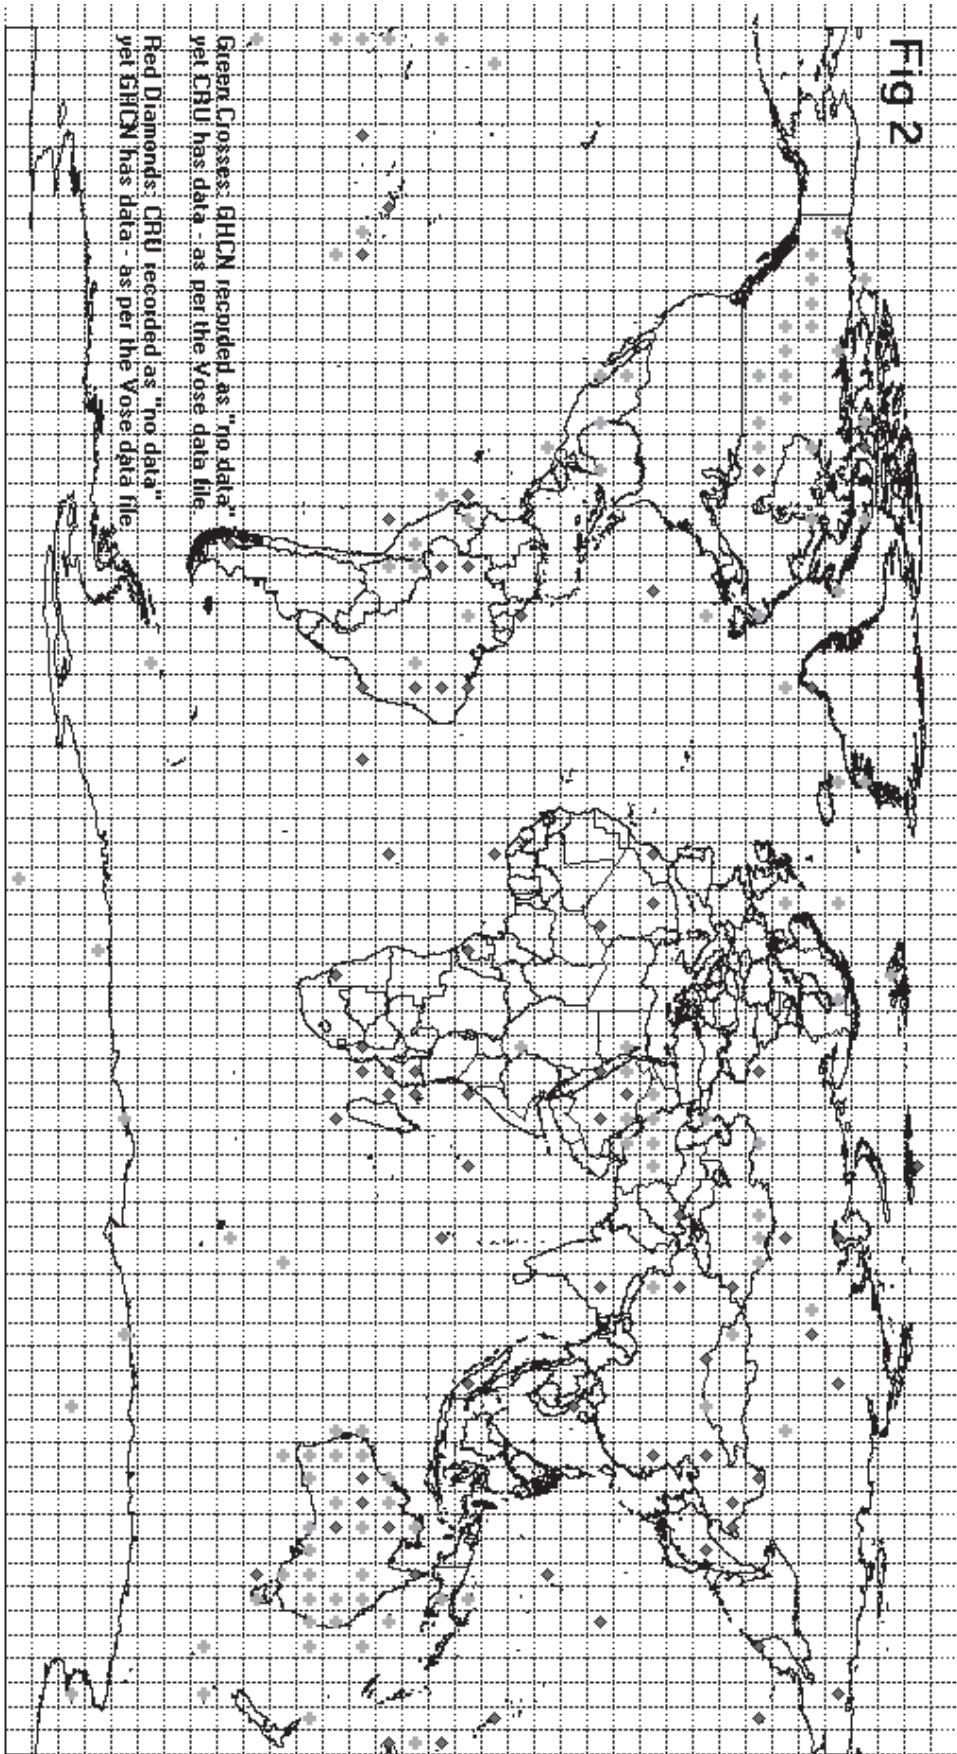 Fig 2
Green Crosses: GHCN recorded as "no data"
yet CRU has data - as per the Vose data file
Red Diamonds: CRU recorded as "no data"
yet GHCN has data - as per the Vose data file